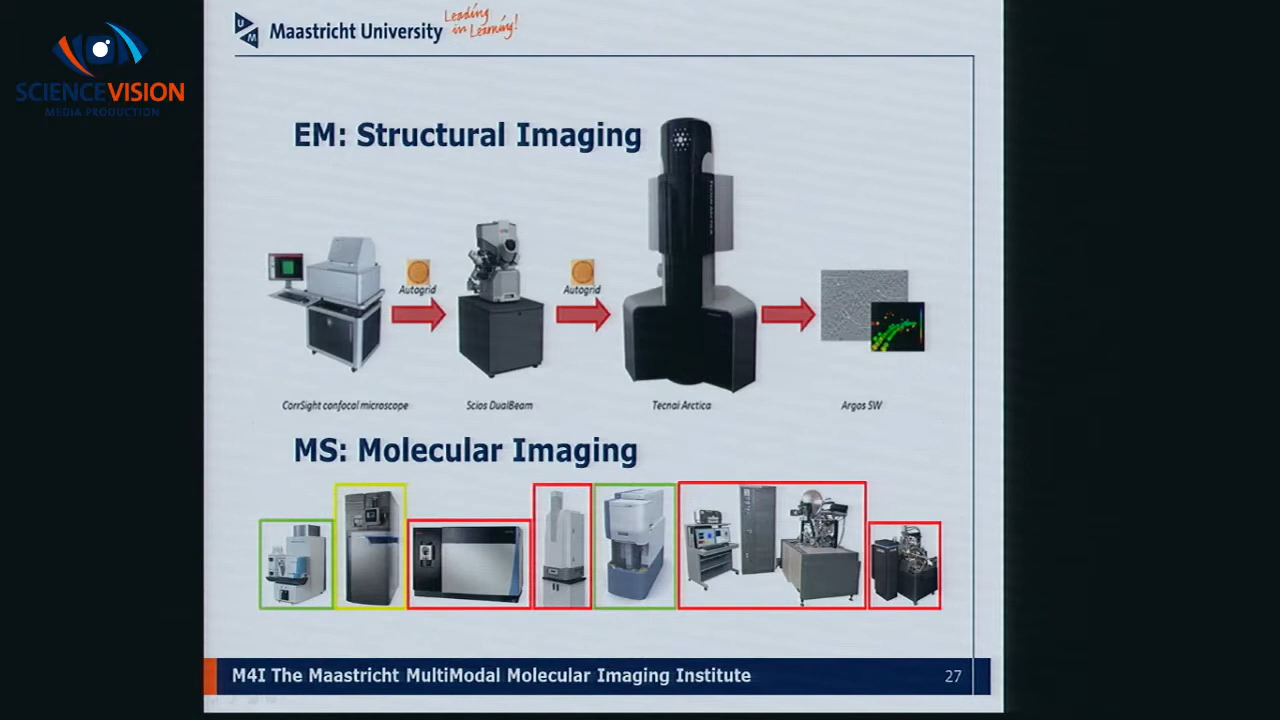 SCIENCEVISION
MEDIA PRODUCTION
U
M
Maastricht University
Leading
in Learning!
EM: Structural Imaging
Autogrid
Autogrid
CorrSight confocal microscope
Scios DualBeam
Tecnai Arctica
Argos SW
MS: Molecular Imaging
M4I The Maastricht MultiModal Molecular Imaging Institute
27